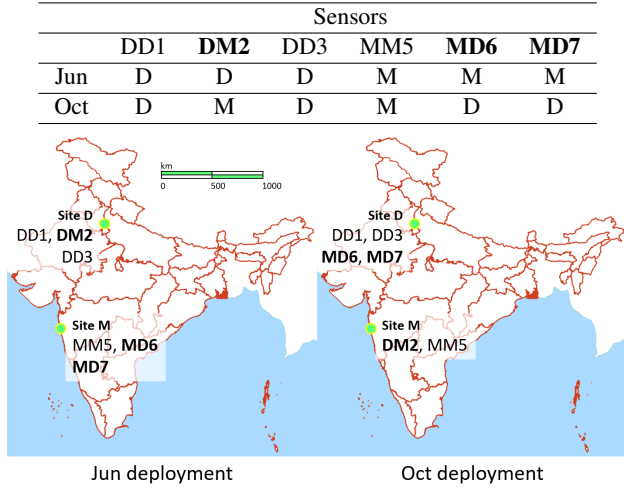 Sensors
DD1 DM2 DD3 MM5 MD6 MD7
Jun D D D M M M
Oct D M D M D D
km
0 500 1000
Site D
DD1, DM2
DD3
Site M
MM5, MD6
MD7
Jun deployment
Site D
DD1, DD3
MD6, MD7
Site M
DM2, MM5
Oct deployment